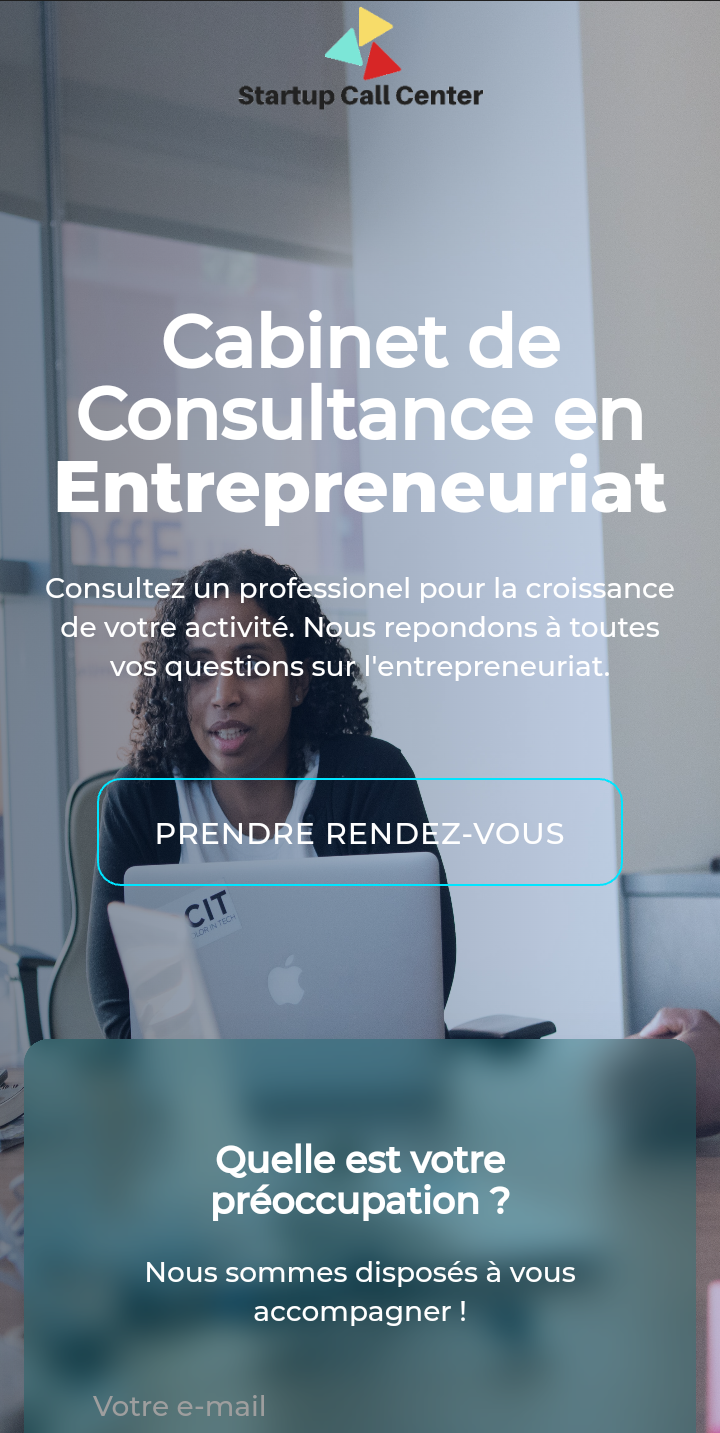 Startup Call Center
Cabinet de
Consultance en
Entrepreneuriat
Consultez un professionel pour la croissance
de votre activité. Nous repondons à toutes
vos questions sur l'entrepreneuriat.
PRENDRE RENDEZ-VOUS
CIT
Quelle est votre
préoccupation ?
Nous sommes disposés à vous
accompagner !
Votre e-mail